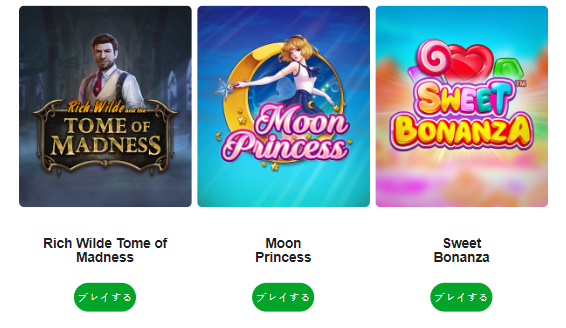 Rich Wilde and the
TOME OF
MADNESS
Moon
Princess
SWEET™
BONANZA
Rich Wilde Tome of
Madness
Moon
Princess
Sweet
Bonanza
プレイする
プレイする
プレイする